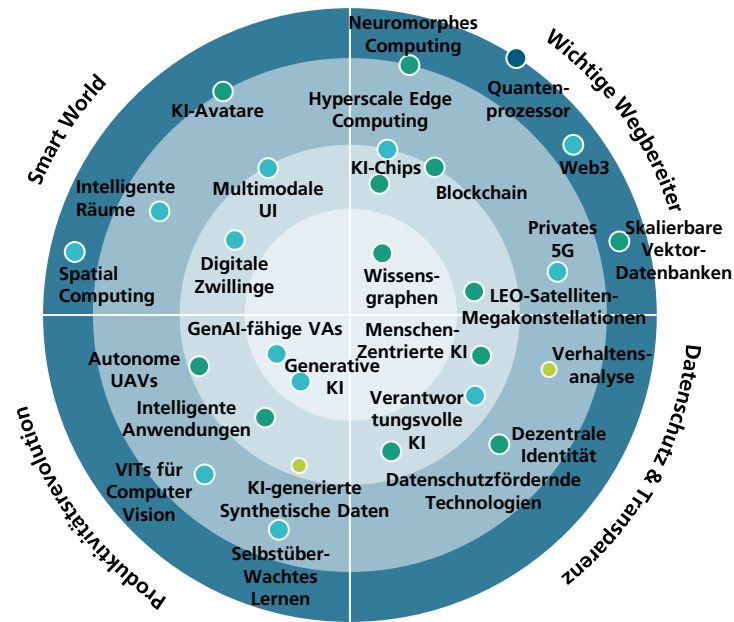 Neuromorphes
Computing
Wichtige Wegbereiter
Quanten-
prozessor
KI-Avatare
Hyperscale Edge
Computing
Smart World
KI-Chips
Web3
Intelligente
Räume
Multimodale
UI
Blockchain
Privates
5G
Skalierbare
Vektor-
Datenbanken
Spatial
Computing
Digitale
Zwillinge
Wissens-
graphen
LEO-Satelliten-
Megakonstellationen
GenAI-fähige VAs
Menschen-
Zentrierte KI
Autonome
UAVs
Generative
KI
Verhaltens-
analyse
Intelligente
Anwendungen
Verantwor
tungsvolle
KI
Dezentrale
Identität
Datenschutz & Transparenz
Produktivitätsrevolution
VITs für
Computer
Vision
KI-generierte
Synthetische Daten
Datenschutzfördernde
Technologien
Selbstüber-
Wachtes
Lernen